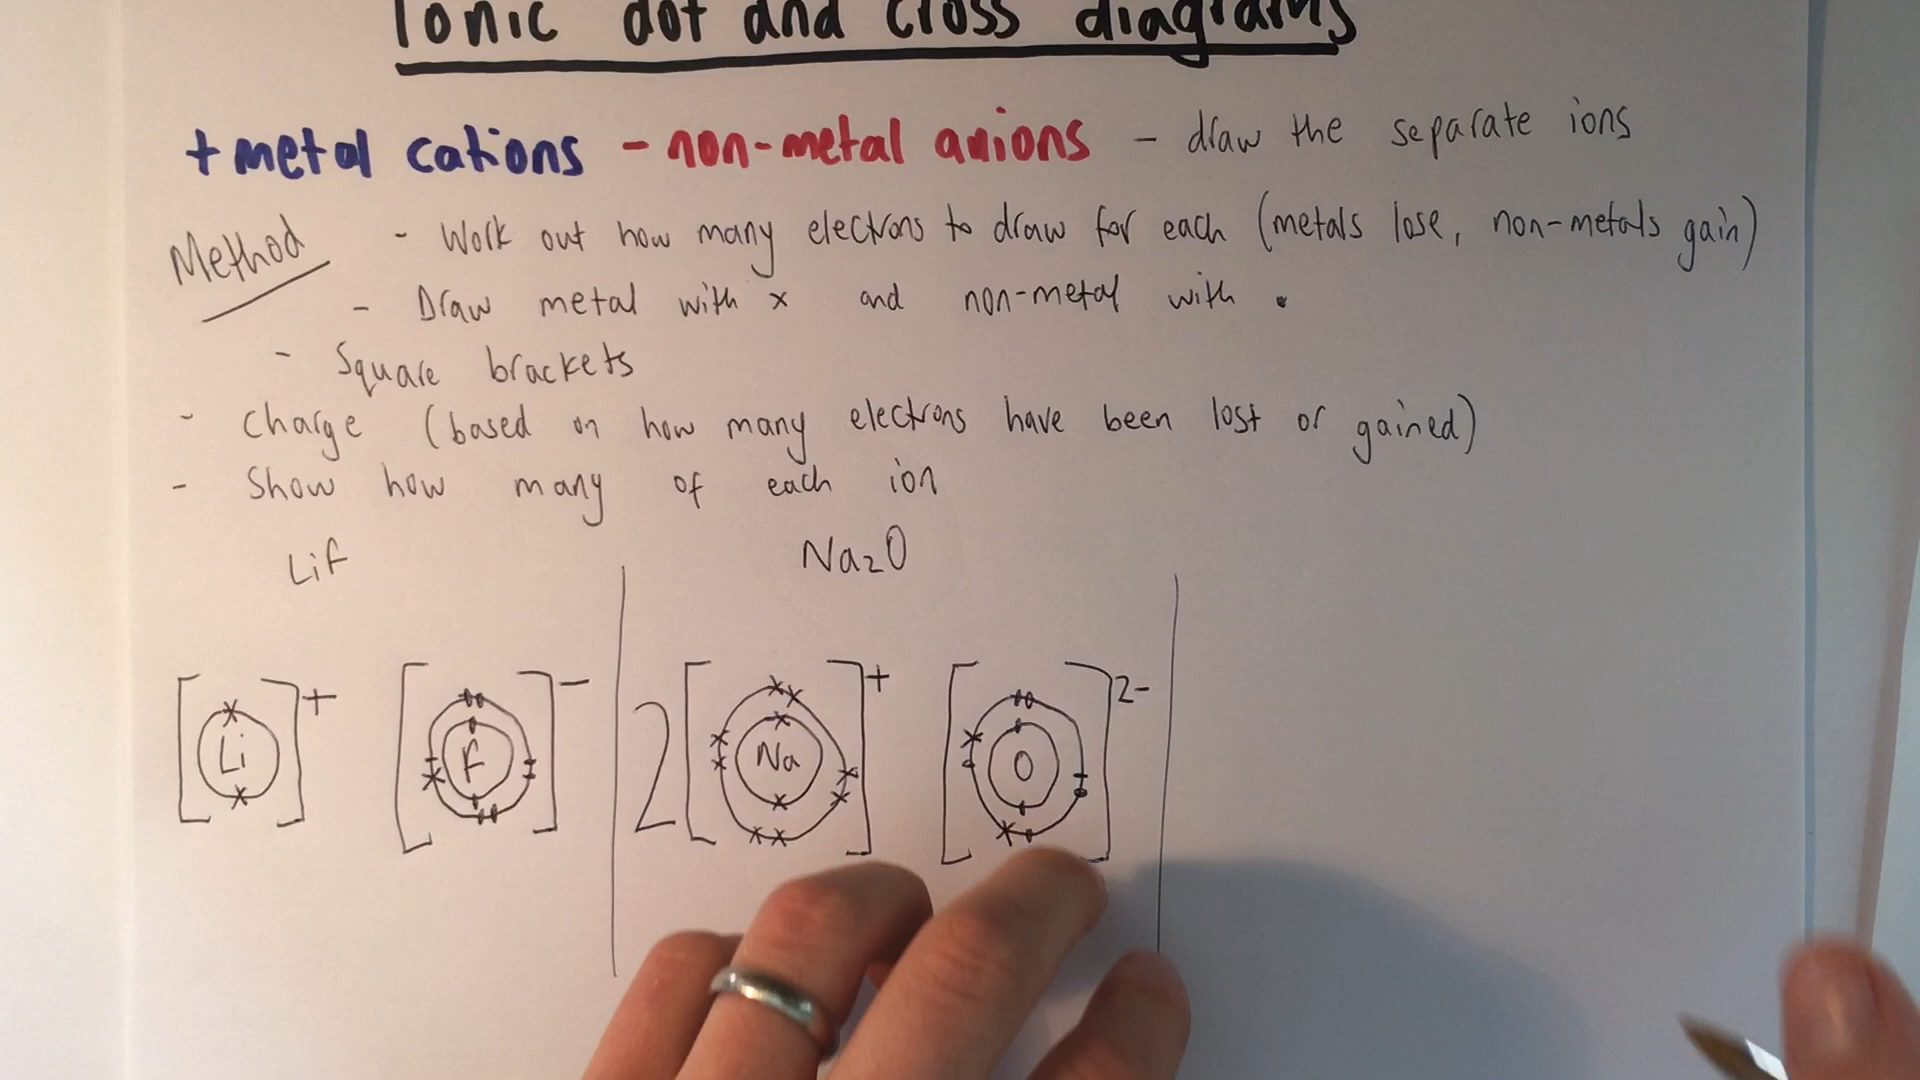 Ionic dot and cross diagrams
+ metal cations - non-metal anions - draw the separate ions
Method - Work out how many electrons to draw for each (metals lose, non-metals gain)
- Draw metal with x and non-metal with •
- Square brackets
- Charge (based on how many electrons have been lost or gained)
- Show how many of each ion
LiF Na₂O
[Li]+ [F]- 2[Na]+ [O]2-